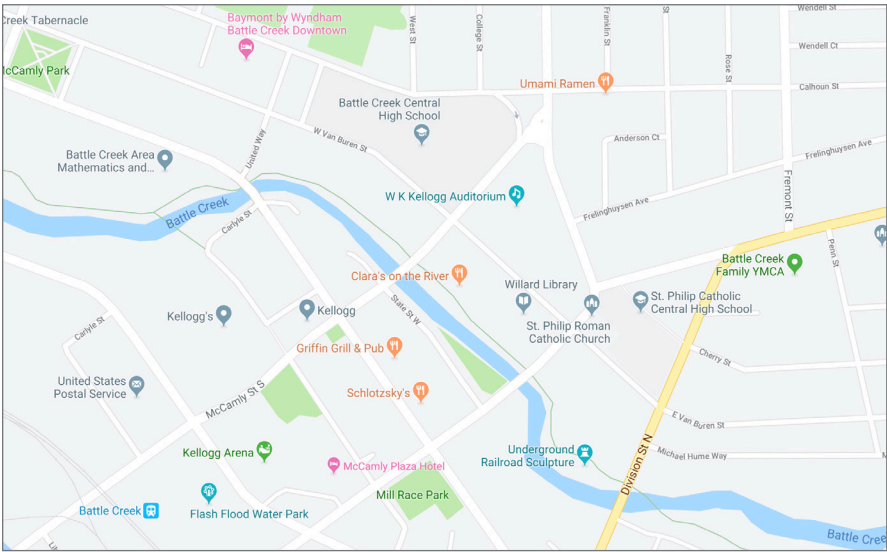 Creek Tabernacle
McCamly Park
Baymont by Wyndham
Battle Creek Downtown
West St
College St
Franklin St
St
Rose St
Wendell St
Wendell Ct
Calhoun St
Umami Ramen
Battle Creek Central
High School
W Van Buren St
United Way
Anderson Ct
Frelinghuysen Ave
Battle Creek Area
Mathematics and...
W K Kellogg Auditorium
Fremont St
Frelinghuysen Ave
Battle Creek
Carlyle St
Penn St
Battle Creek
Family YMCA
Clara's on the River
Willard Library
St. Philip Catholic
Central High School
Kellogg's
Kellogg
State St W
St. Philip Roman
Catholic Church
Carlyle St
Griffin Grill & Pub
Cherry St
United States
Postal Service
McCamly St S
Schlotzsky's
E Van Buren St
Kellogg Arena
McCamly Plaza Hotel
Underground
Railroad Sculpture
Division St N
Michael Hume Way
M
Mill Race Park
Battle Creek
Flash Flood Water Park
Battle Cree